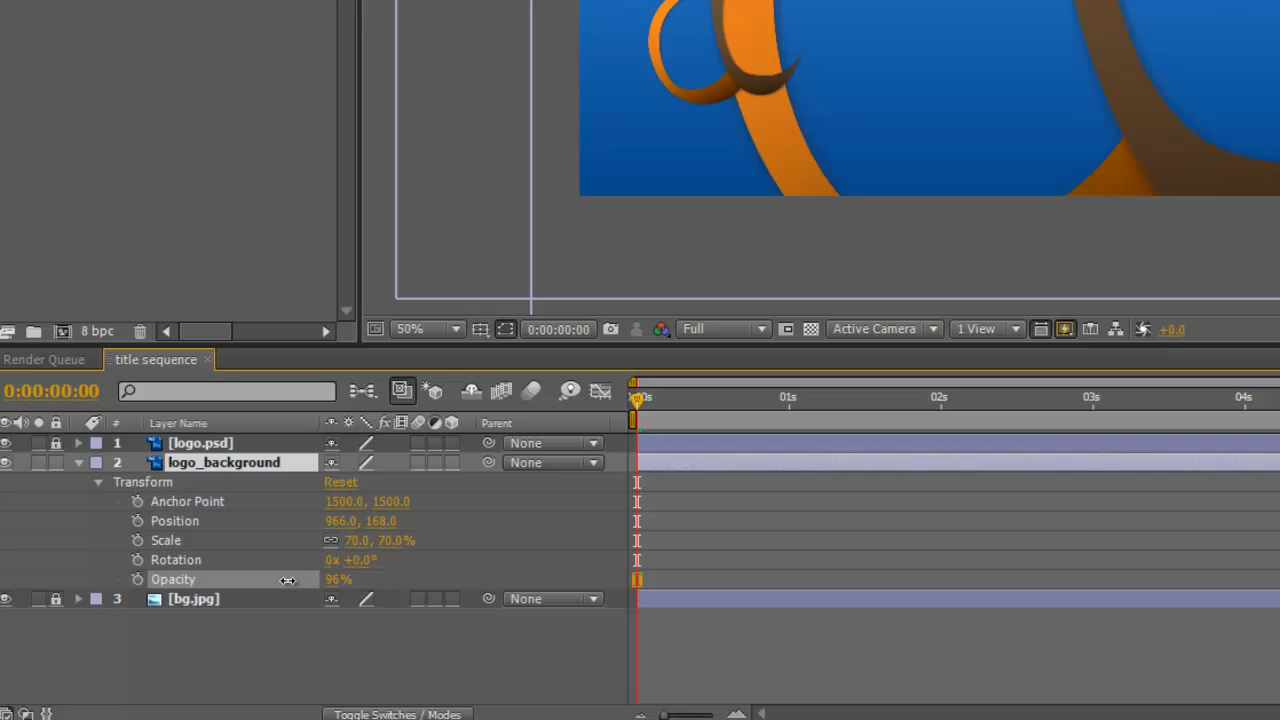 8 bpc
50%
0:00:00:00
Full
Active Camera
1 View
+0.0
Render Queue
title sequence ×
0:00:00:00
# Layer Name
Parent
01s
02s
03s
04s
1 [logo.psd]
None
2 logo_background
None
Transform
Reset
Anchor Point
1500.0, 1500.0
Position
966.0, 168.0
Scale
70.0, 70.0%
Rotation
0x +0.0°
Opacity
96%
3 [bg.jpg]
None
Toggle Switches / Modes